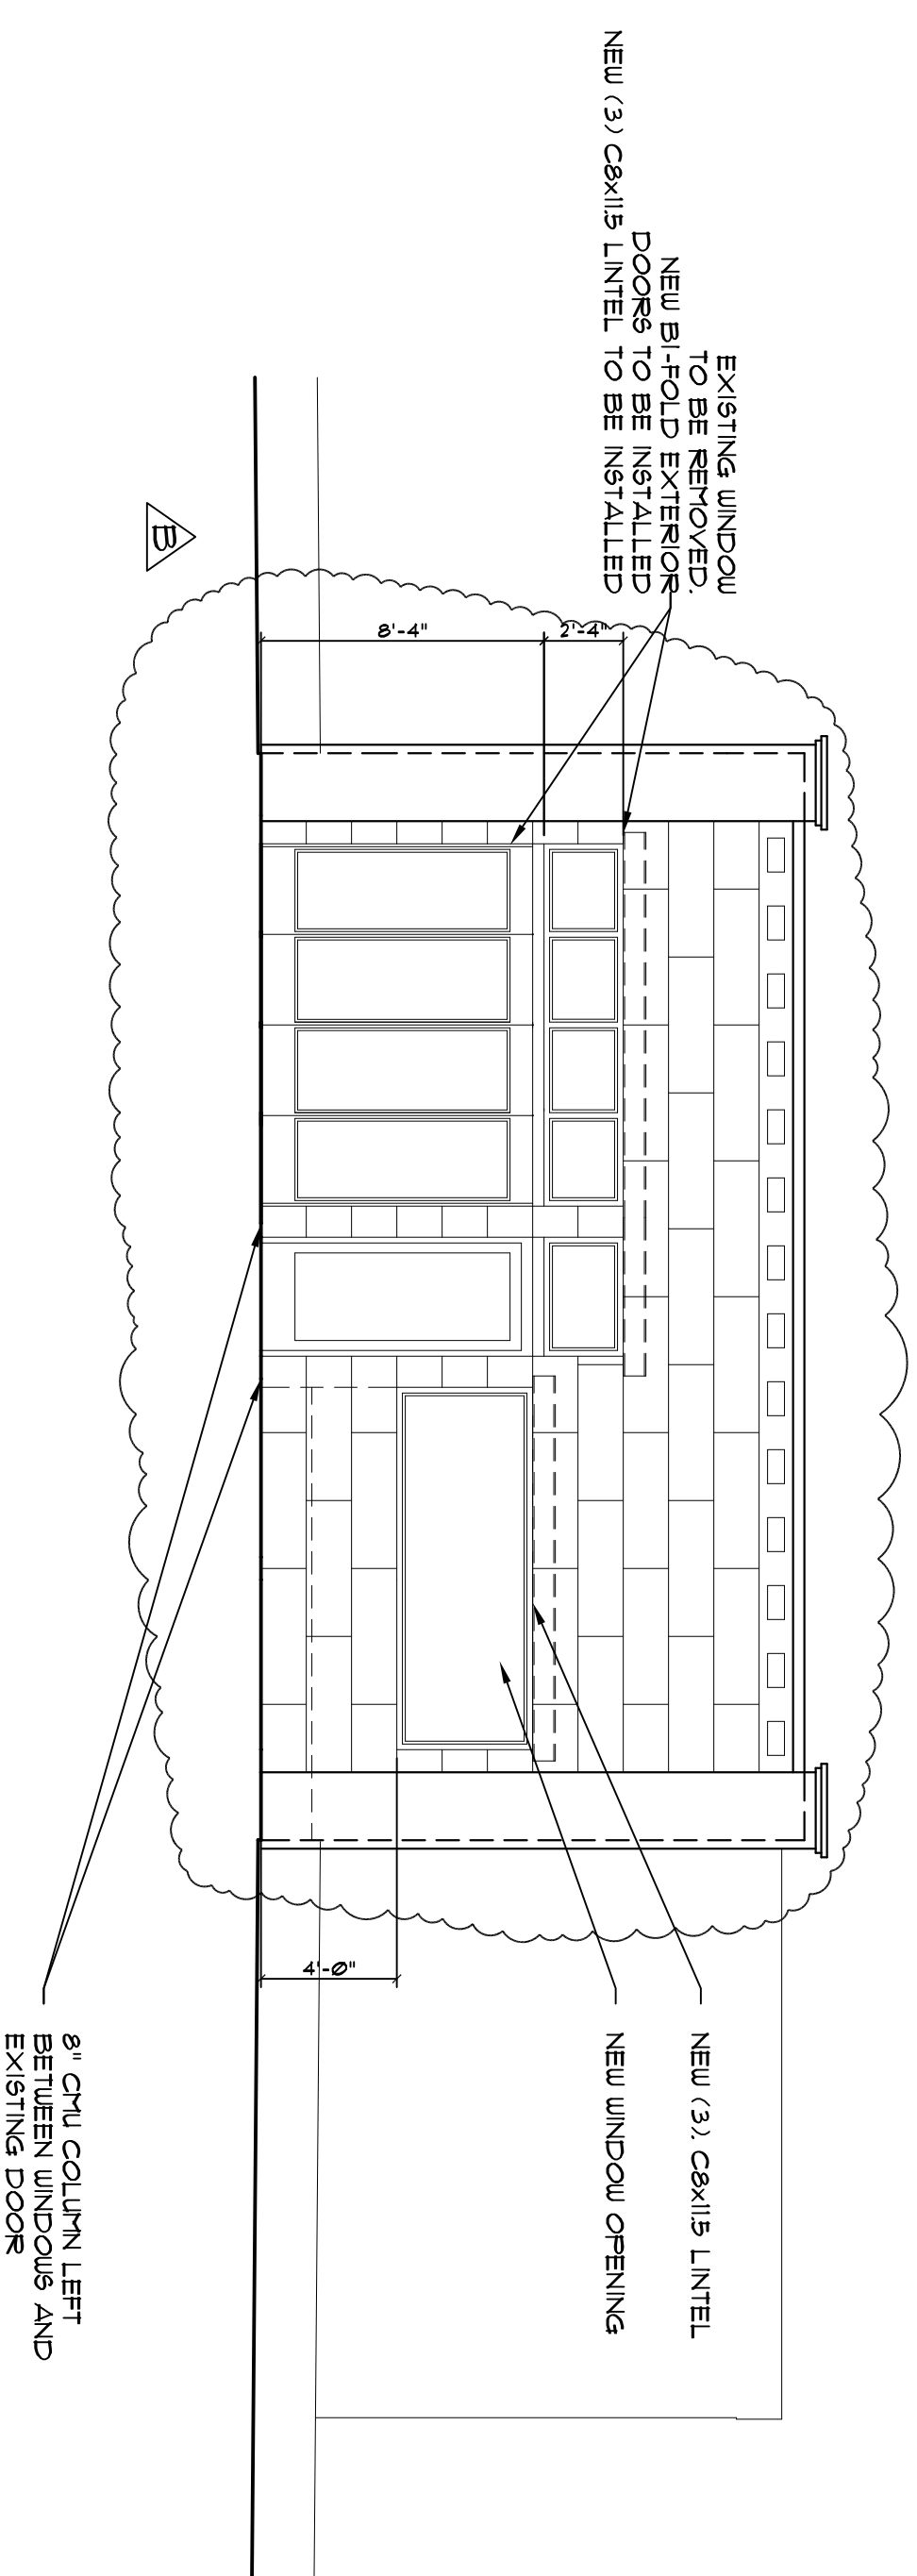 EXISTING WINDOW
TO BE REMOVED.
NEW BI-FOLD EXTERIOR
DOORS TO BE INSTALLED
NEW (3) C8x11.5 LINTEL TO BE INSTALLED
2'-4"
8'-4"
B
NEW (3). C8x11.5 LINTEL
NEW WINDOW OPENING
4'-0"
8" CMU COLUMN LEFT
BETWEEN WINDOWS AND
EXISTING DOOR